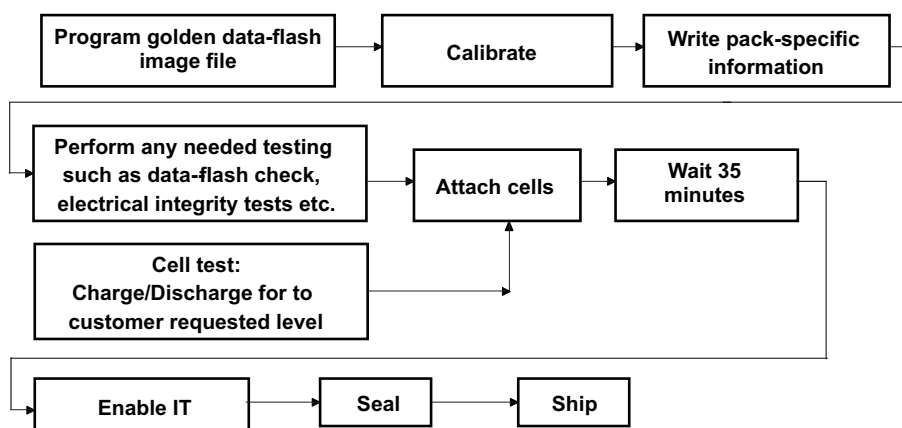 Program golden data-flash
image file
Calibrate
Write pack-specific
information
Perform any needed testing
such as data-flash check,
electrical integrity tests etc.
Attach cells
Wait 35
minutes
Cell test:
Charge/Discharge for to
customer requested level
Enable IT
Seal
Ship